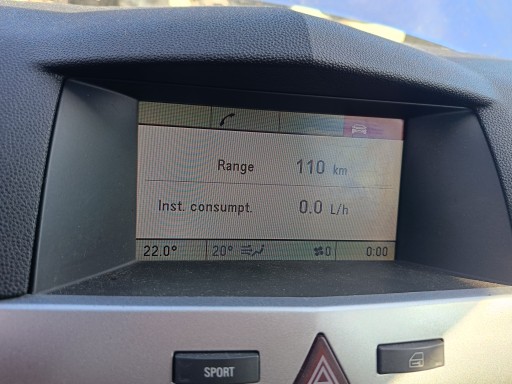 Range 110 km
Inst. consumpt. 0.0 L/h
22.0° 20° 0 0:00
SPORT